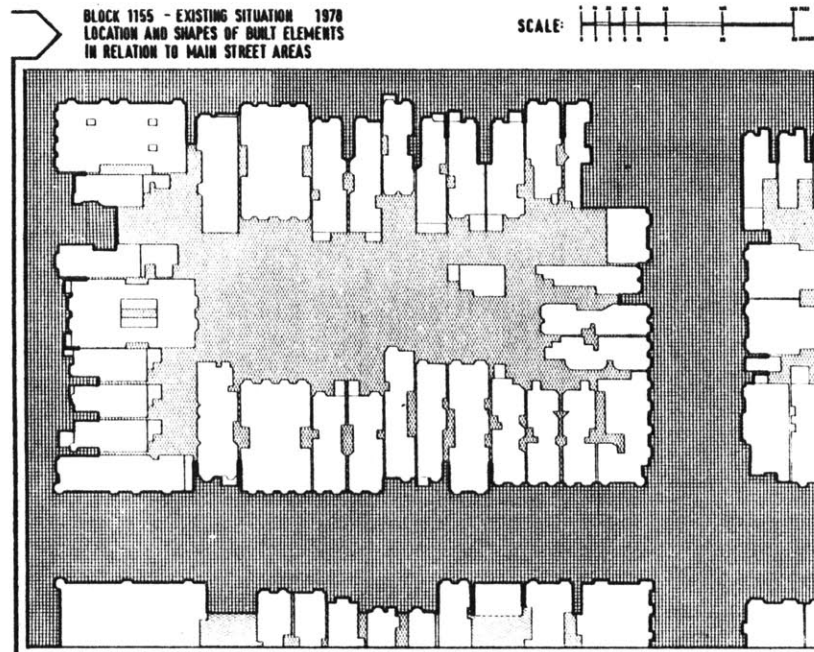 BLOCK 1155 - EXISTING SITUATION 1978
LOCATION AND SHAPES OF BUILT ELEMENTS
IN RELATION TO MAIN STREET AREAS
SCALE: